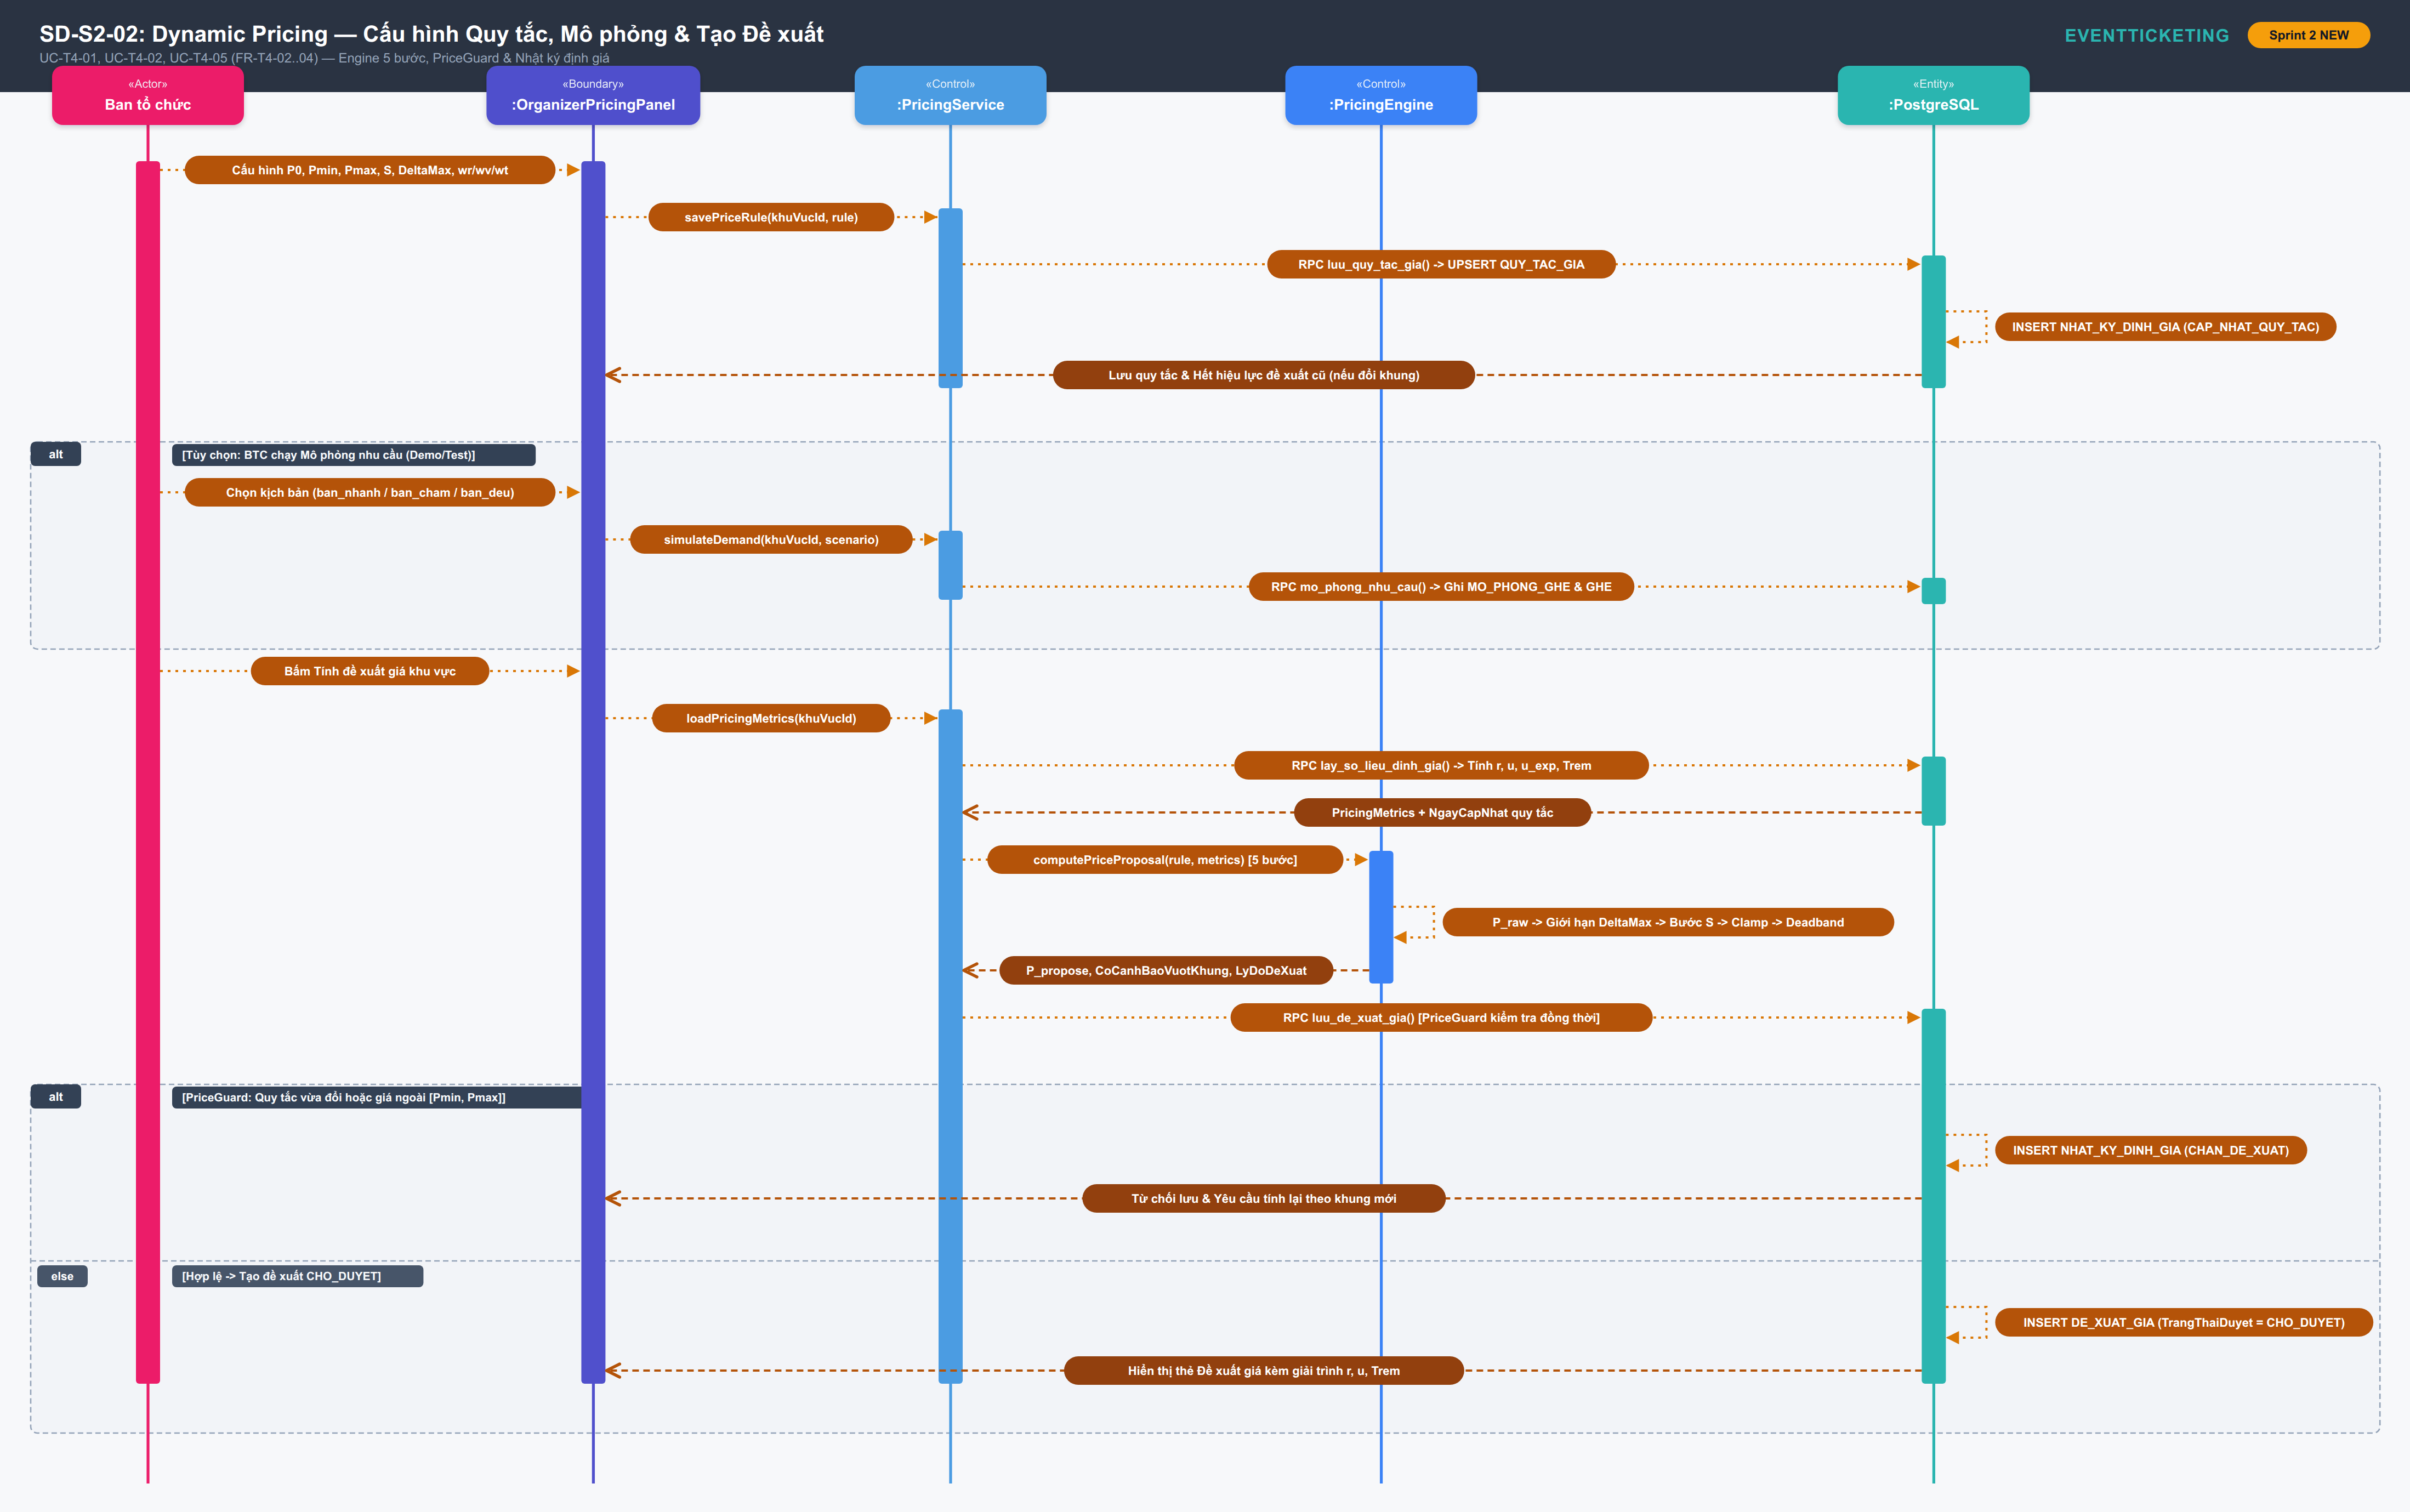 SD-S2-02: Dynamic Pricing — Cấu hình Quy tắc, Mô phỏng & Tạo Đề xuất
UC-T4-01, UC-T4-02, UC-T4-05 (FR-T4-02..04) — Engine 5 bước, PriceGuard & Nhật ký định giá
EVENTTICKETING
Sprint 2 NEW
«Actor»
Ban tổ chức
«Boundary»
:OrganizerPricingPanel
«Control»
:PricingService
«Control»
:PricingEngine
«Entity»
:PostgreSQL
Cấu hình P0, Pmin, Pmax, S, DeltaMax, wr/wv/wt
savePriceRule(khuVucId, rule)
RPC luu_quy_tac_gia() -> UPSERT QUY_TAC_GIA
INSERT NHAT_KY_DINH_GIA (CAP_NHAT_QUY_TAC)
Lưu quy tắc & Hết hiệu lực đề xuất cũ (nếu đổi khung)
alt
[Tùy chọn: BTC chạy Mô phỏng nhu cầu (Demo/Test)]
Chọn kịch bản (ban_nhanh / ban_cham / ban_deu)
simulateDemand(khuVucId, scenario)
RPC mo_phong_nhu_cau() -> Ghi MO_PHONG_GHE & GHE
Bấm Tính đề xuất giá khu vực
loadPricingMetrics(khuVucId)
RPC lay_so_lieu_dinh_gia() -> Tính r, u, u_exp, Trem
PricingMetrics + NgayCapNhat quy tắc
computePriceProposal(rule, metrics) [5 bước]
P_raw -> Giới hạn DeltaMax -> Bước S -> Clamp -> Deadband
P_propose, CoCanhBaoVuotKhung, LyDoDeXuat
RPC luu_de_xuat_gia() [PriceGuard kiểm tra đồng thời]
alt
[PriceGuard: Quy tắc vừa đổi hoặc giá ngoài [Pmin, Pmax]]
INSERT NHAT_KY_DINH_GIA (CHAN_DE_XUAT)
Từ chối lưu & Yêu cầu tính lại theo khung mới
else
[Hợp lệ -> Tạo đề xuất CHO_DUYET]
INSERT DE_XUAT_GIA (TrangThaiDuyet = CHO_DUYET)
Hiển thị thẻ Đề xuất giá kèm giải trình r, u, Trem